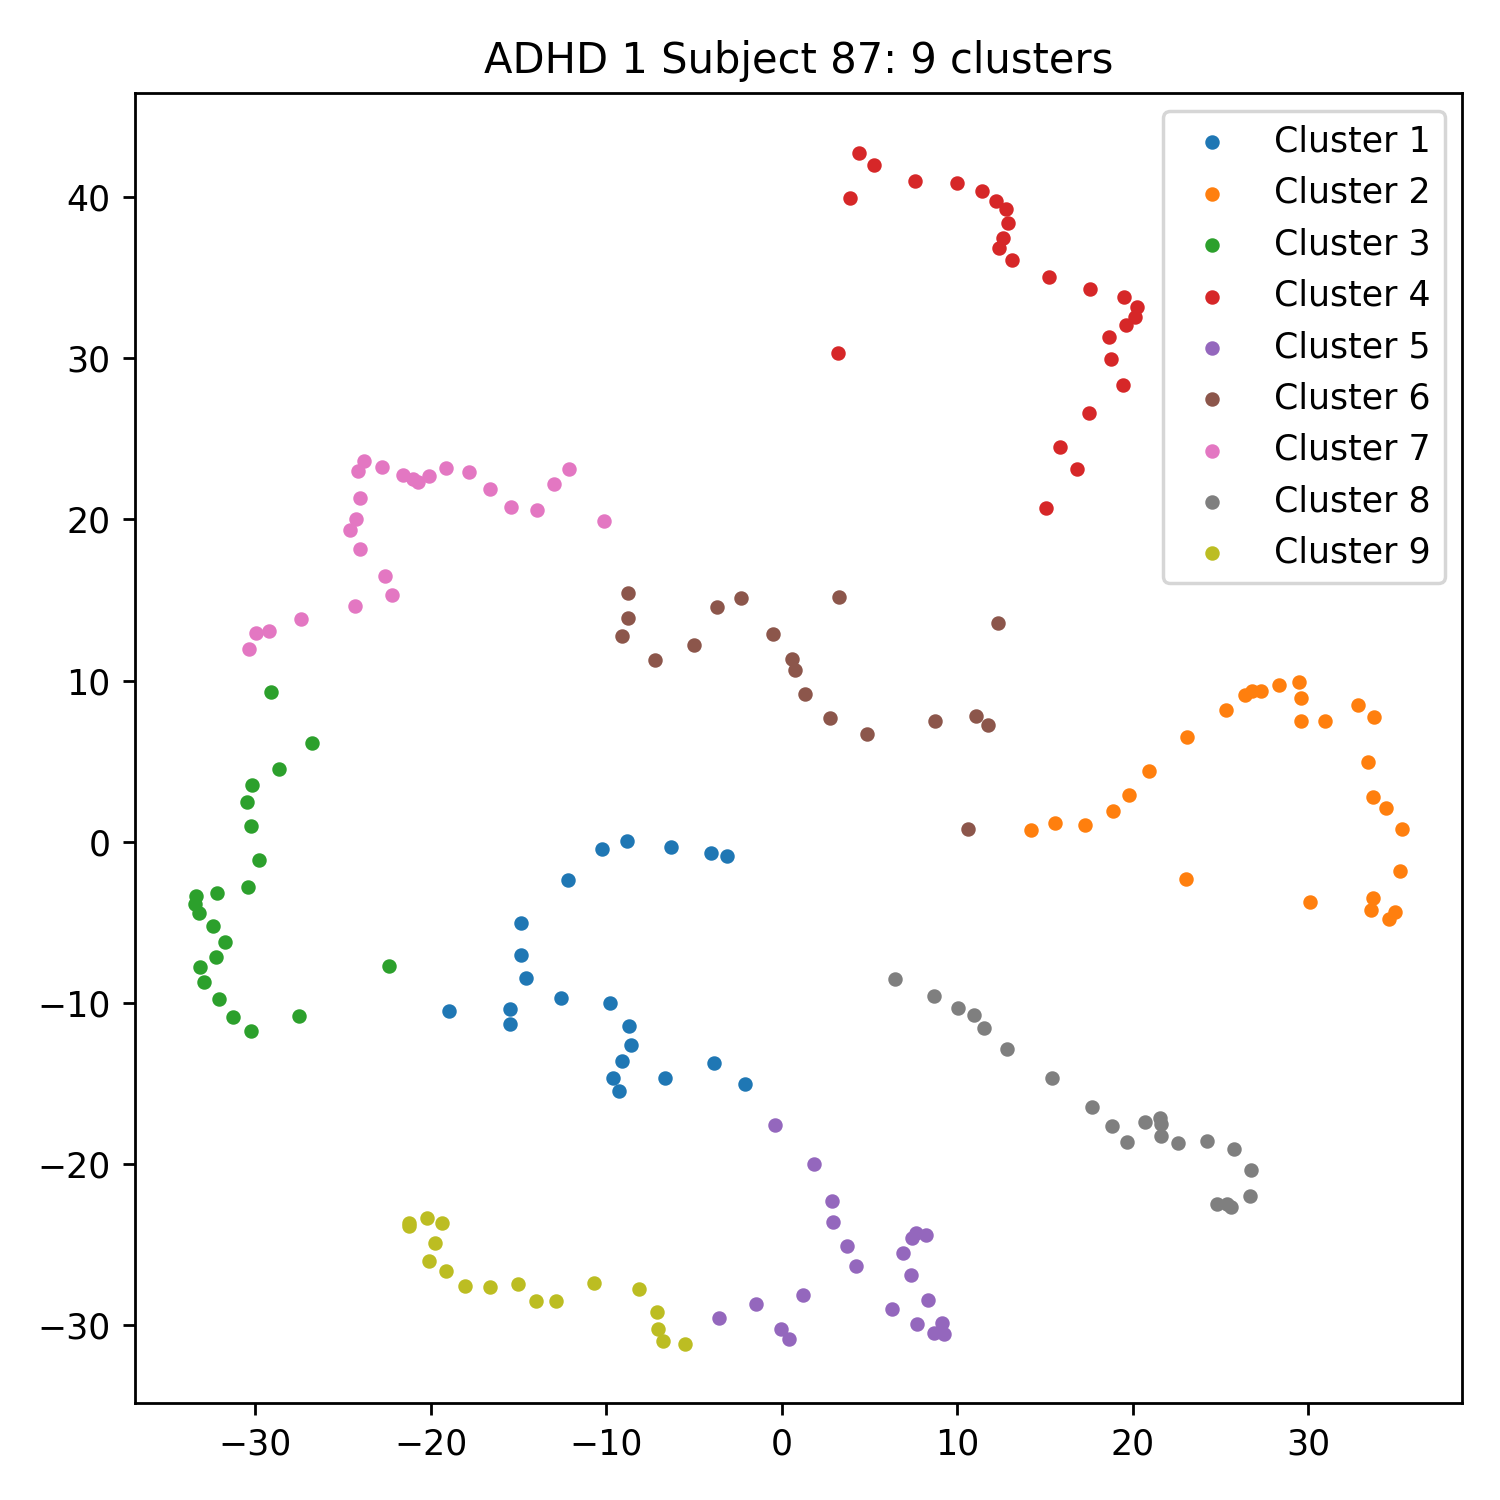 ADHD 1 Subject 87: 9 clusters
Cluster 1
Cluster 2
Cluster 3
Cluster 4
Cluster 5
Cluster 6
Cluster 7
Cluster 8
Cluster 9
40
30
20
10
0
−10
−20
−30
−30 −20 −10 0 10 20 30